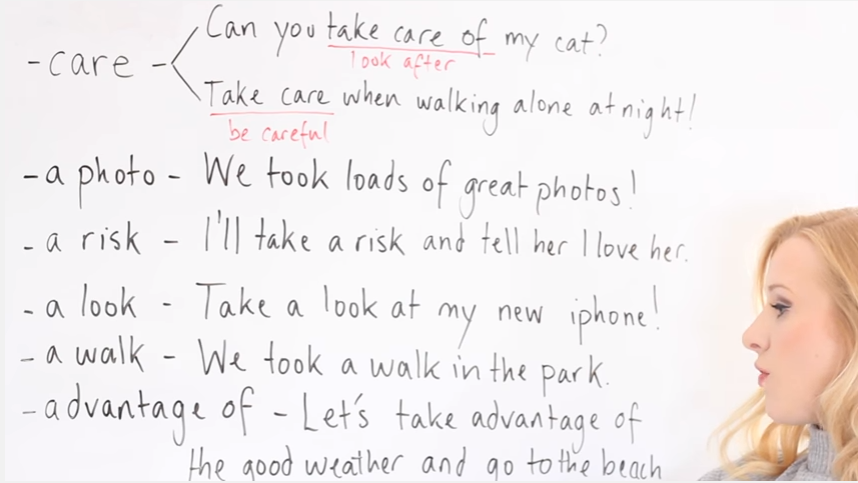 Can you take care of my cat?
look after
- care -
Take care when walking alone at night!
be careful
- a photo - We took loads of great photos!
- a risk - I'll take a risk and tell her I love her.
- a look - Take a look at my new iphone!
- a walk - We took a walk in the park.
- advantage of - Let's take advantage of
the good weather and go to the beach